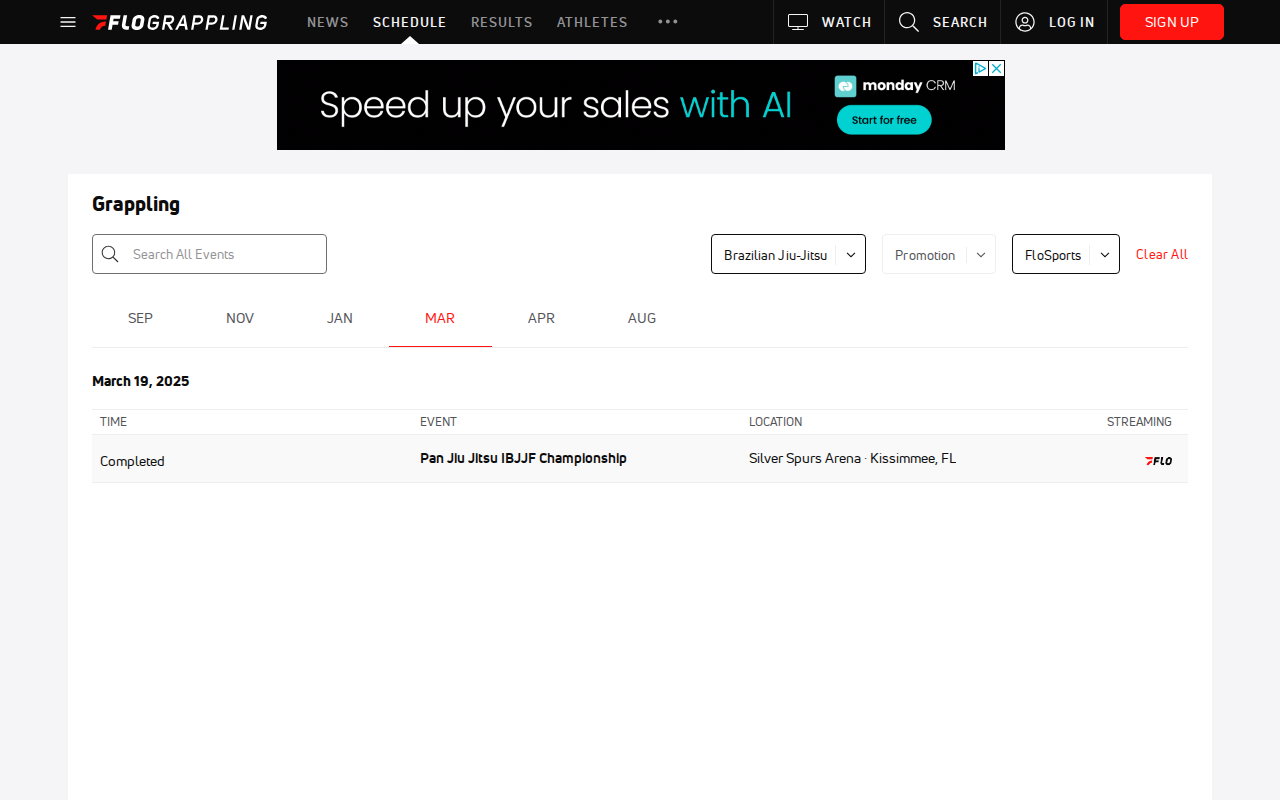 FLOGRAPPLING NEWS SCHEDULE RESULTS ATHLETES WATCH SEARCH LOG IN SIGN UP
Speed up your sales with AI
monday CRM
Start for free
Grappling
Search All Events
Brazilian Jiu-Jitsu
Promotion
FloSports
Clear All
SEP NOV JAN MAR APR AUG
March 19, 2025
TIME EVENT LOCATION STREAMING
Completed Pan Jiu Jitsu IBJJF Championship Silver Spurs Arena · Kissimmee, FL FLO